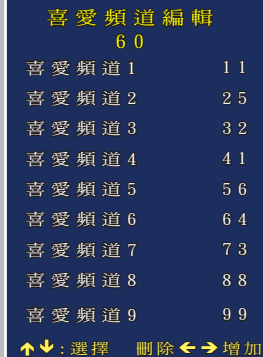 喜愛頻道編輯
60
喜愛頻道1 11
喜愛頻道2 25
喜愛頻道3 32
喜愛頻道4 41
喜愛頻道5 56
喜愛頻道6 64
喜愛頻道7 73
喜愛頻道8 88
喜愛頻道9 99
↑↓:選擇 刪除←→增加